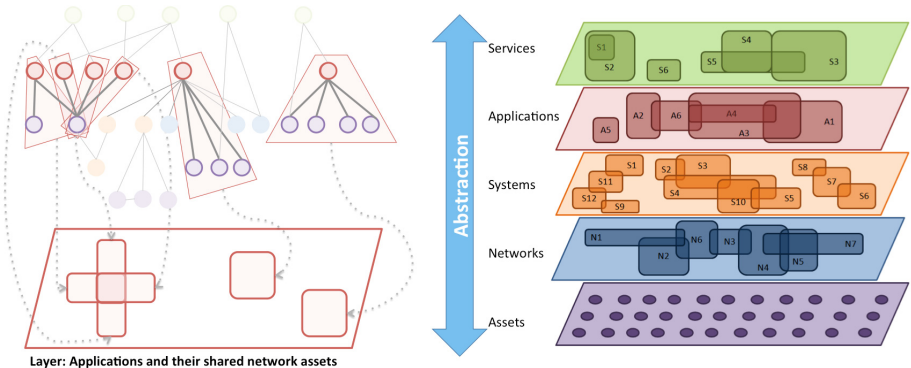 Layer: Applications and their shared network assets
Abstraction
Services
S1
S2
S6
S5
S4
S3
Applications
A5
A2
A6
A4
A3
A1
Systems
S1
S11
S12
S9
S2
S3
S4
S10
S5
S8
S7
S6
Networks
N1
N2
N6
N3
N4
N5
N7
Assets